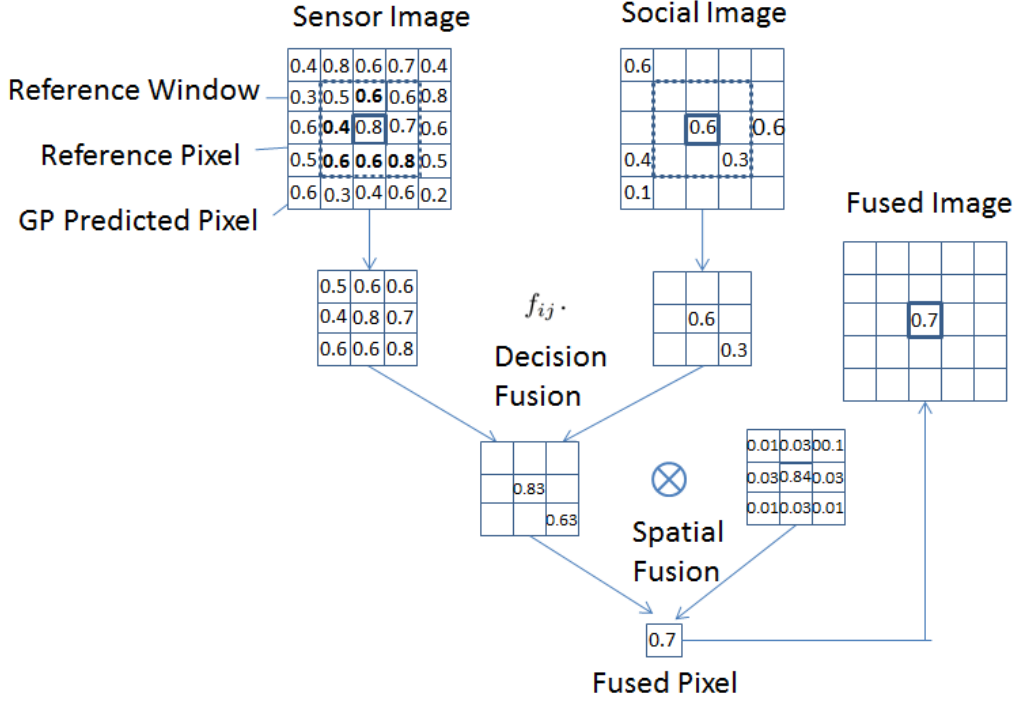 Sensor Image
Social Image
0.4 0.8 0.6 0.7 0.4
0.3 0.5 0.6 0.6 0.8
0.6 0.4 0.8 0.7 0.6
0.5 0.6 0.6 0.8 0.5
0.6 0.3 0.4 0.6 0.2
Reference Window
Reference Pixel
GP Predicted Pixel
0.6
0.6 0.6
0.4 0.3
0.1
Fused Image
0.7
0.5 0.6 0.6
0.4 0.8 0.7
0.6 0.6 0.8
f_{ij}.
Decision
Fusion
0.6
0.3
0.83
0.63
Spatial
Fusion
0.01 0.03 00.1
0.03 0.84 0.03
0.01 0.03 0.01
0.7
Fused Pixel